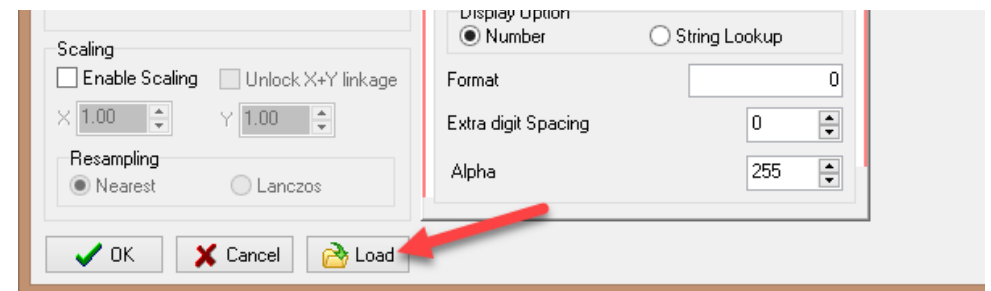 Display Option
Number
String Lookup
Scaling
Enable Scaling
Unlock X+Y linkage
X 1.00
Y 1.00
Format
0
Extra digit Spacing
0
Resampling
Nearest
Lanczos
Alpha
255
OK
Cancel
Load